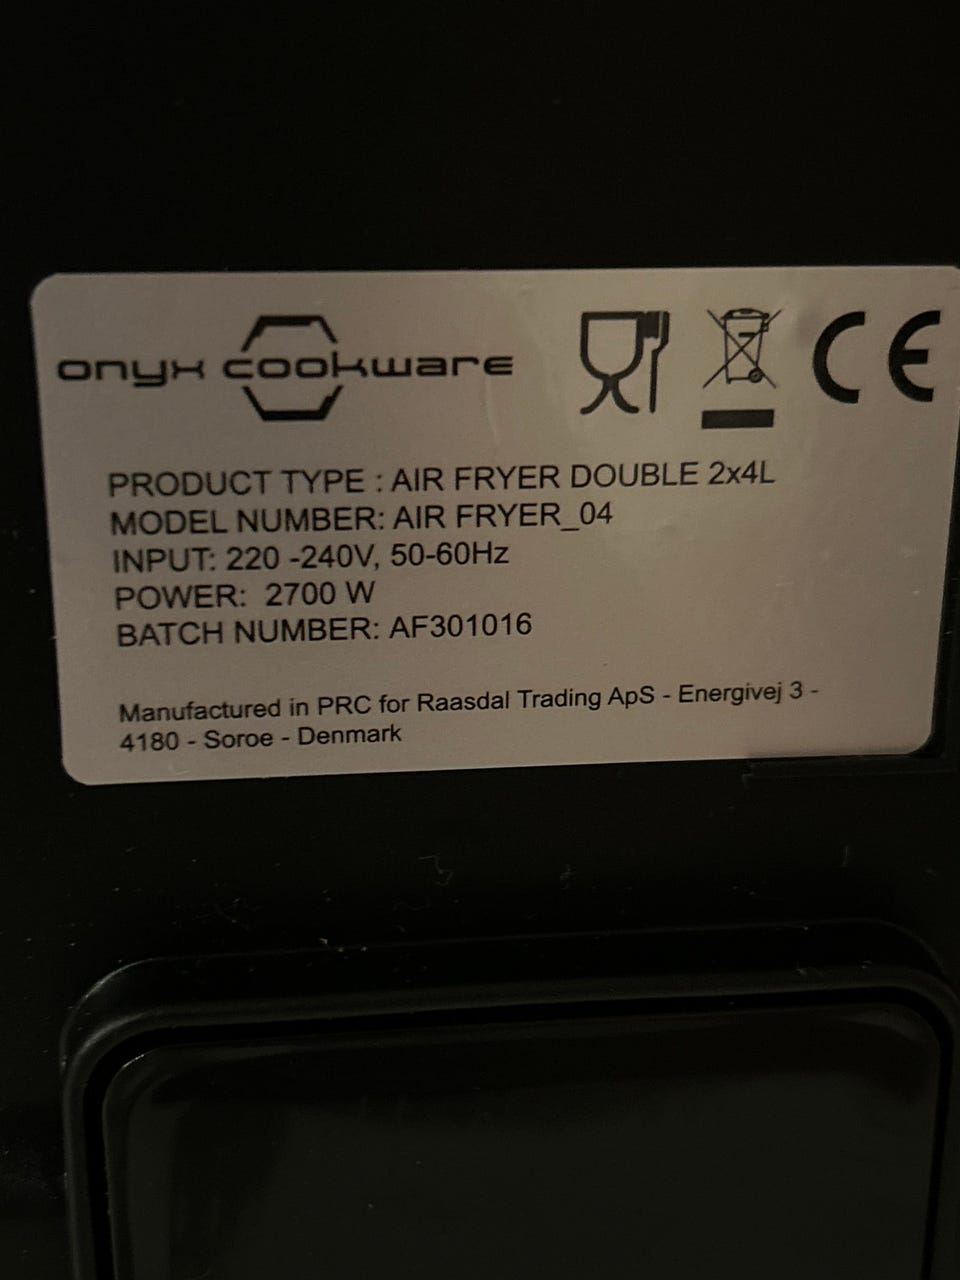 onyx cookware
CE
PRODUCT TYPE : AIR FRYER DOUBLE 2x4L
MODEL NUMBER: AIR FRYER_04
INPUT: 220 -240V, 50-60Hz
POWER:  2700 W
BATCH NUMBER: AF301016
Manufactured in PRC for Raasdal Trading ApS - Energivej 3 -
4180 - Soroe - Denmark